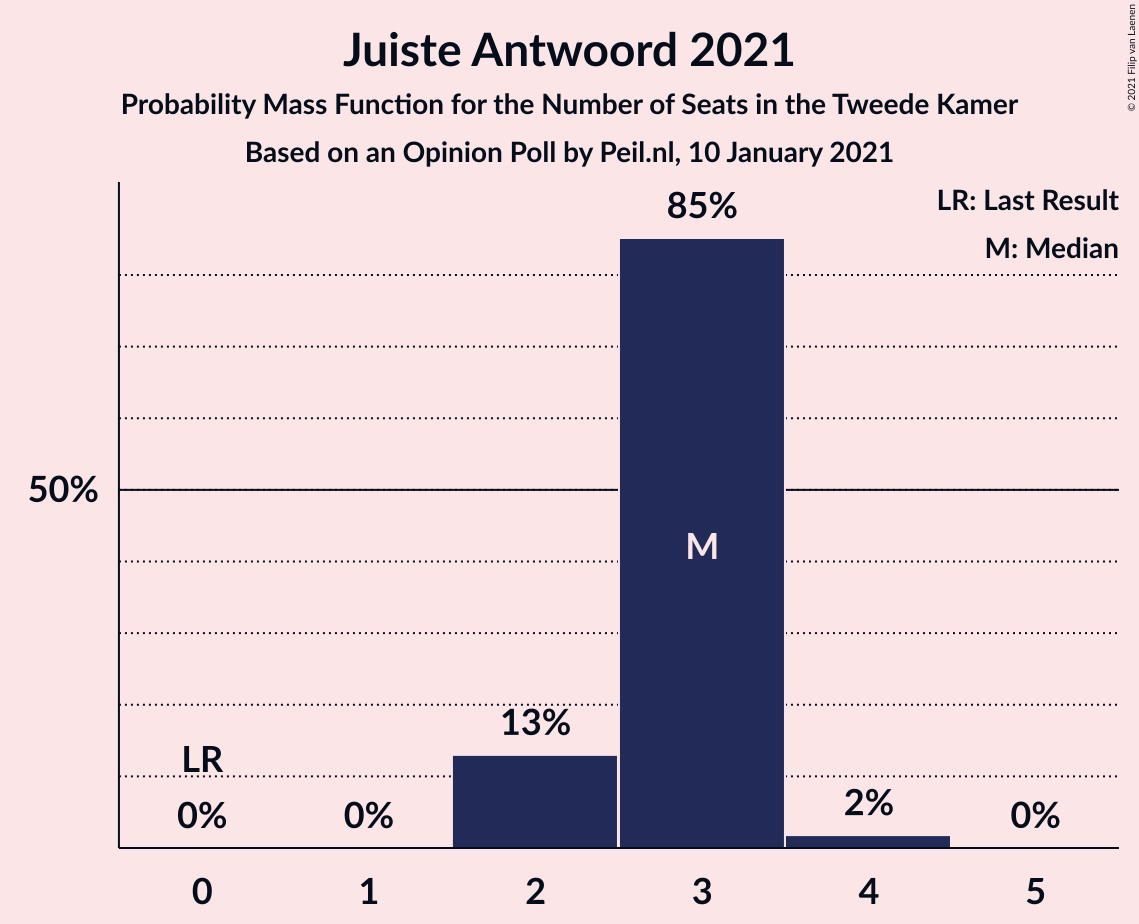 Juiste Antwoord 2021
Probability Mass Function for the Number of Seats in the Tweede Kamer
Based on an Opinion Poll by Peil.nl, 10 January 2021
© 2021 Filip van Laenen
LR: Last Result
M: Median
85%
50%
M
13%
LR
0%
0%
2%
0%
0
1
2
3
4
5